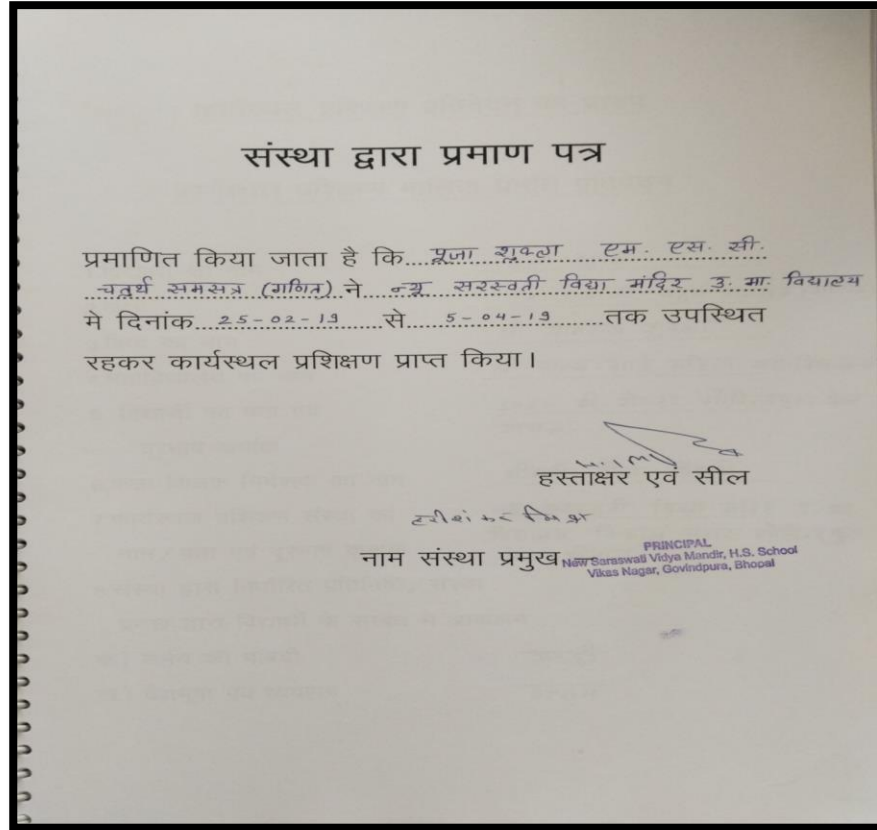 संस्था द्वारा प्रमाण पत्र
प्रमाणित किया जाता है कि पूजा शुक्ला एम. एस. सी.
चतुर्थ समसत्र (गणित) ने न्यू सरस्वती विद्या मंदिर उ. मा. विद्यालय
मे दिनांक 25-02-19 से 5-04-19 तक उपस्थित
रहकर कार्यस्थल प्रशिक्षण प्राप्त किया।
हस्ताक्षर एवं सील
हरीशंकर मिश्रा
नाम संस्था प्रमुख
PRINCIPAL
New Saraswati Vidya Mandir, H.S. School
Vikas Nagar, Govindpura, Bhopal